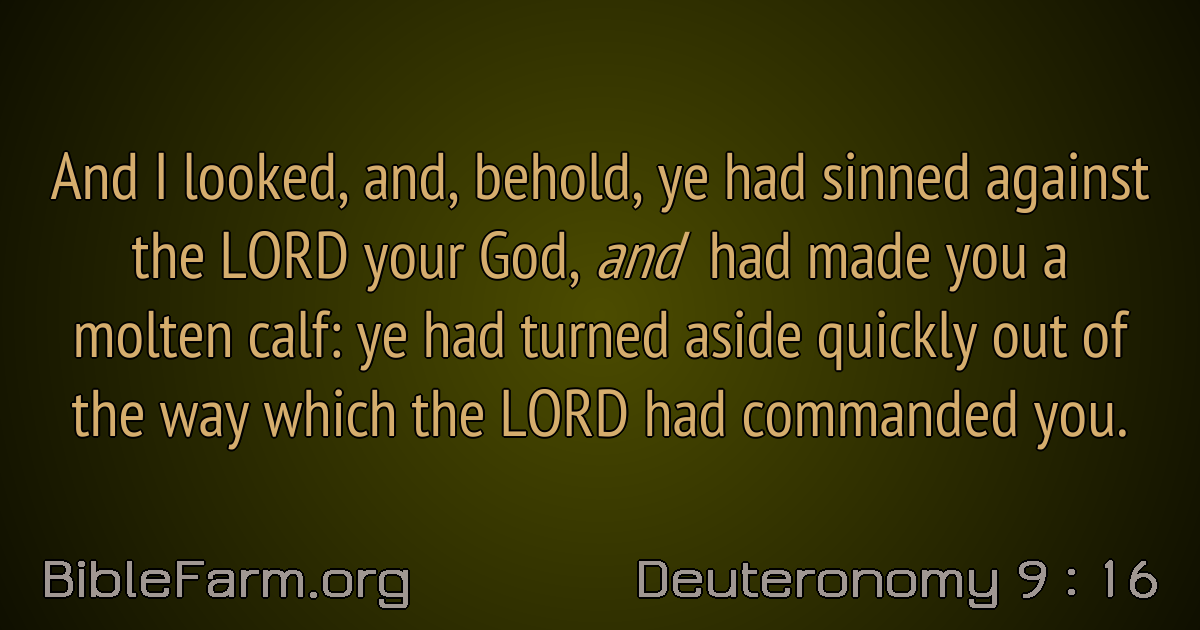 And I looked, and, behold, ye had sinned against
the LORD your God, and had made you a
molten calf: ye had turned aside quickly out of
the way which the LORD had commanded you.
BibleFarm.org
Deuteronomy 9 : 16